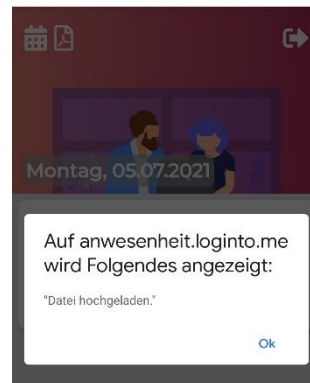 Montag, 05.07.2021
Auf anwesenheit.loginto.me
wird Folgendes angezeigt:
"Datei hochgeladen."
Ok